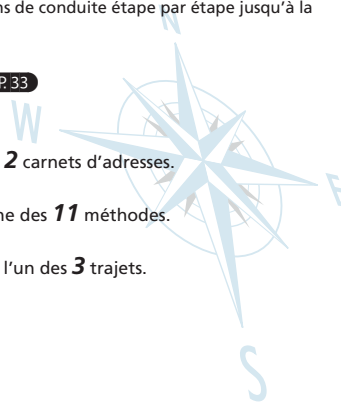 ns de conduite étape par étape jusqu’à la
N
P. 33
W
2 carnets d’adresses.
E
ne des 11 méthodes.
l’un des 3 trajets.
S